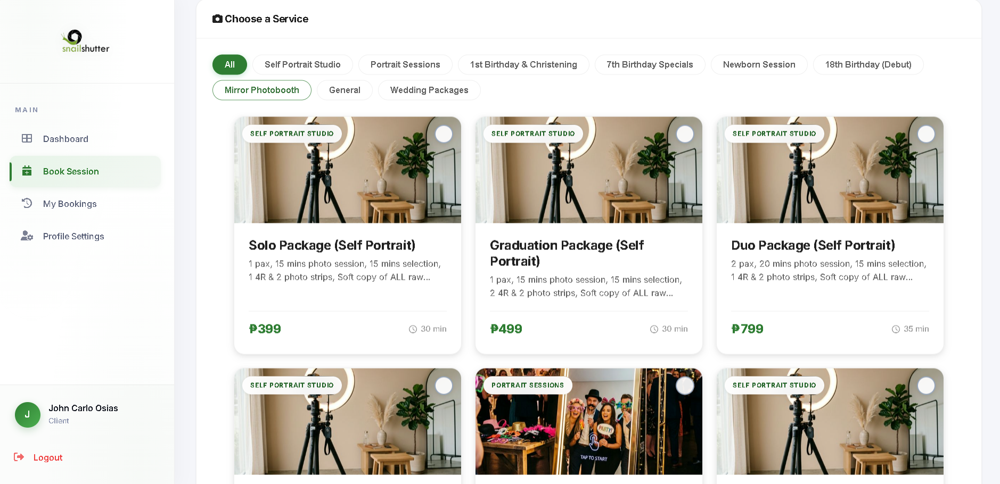 snailshutter
MAIN
Dashboard
Book Session
My Bookings
Profile Settings
J
John Carlo Osias
Client
Logout
Choose a Service
All
Self Portrait Studio
Portrait Sessions
1st Birthday & Christening
7th Birthday Specials
Newborn Session
18th Birthday (Debut)
Mirror Photobooth
General
Wedding Packages
SELF PORTRAIT STUDIO
Solo Package (Self Portrait)
1 pax, 15 mins photo session, 15 mins selection,
1 4R & 2 photo strips, Soft copy of ALL raw...
₱399
30 min
SELF PORTRAIT STUDIO
Graduation Package (Self
Portrait)
1 pax, 15 mins photo session, 15 mins selection,
2 4R & 2 photo strips, Soft copy of ALL raw...
₱499
30 min
SELF PORTRAIT STUDIO
Duo Package (Self Portrait)
2 pax, 20 mins photo session, 15 mins selection,
1 4R & 2 photo strips, Soft copy of ALL raw...
₱799
35 min
SELF PORTRAIT STUDIO
PORTRAIT SESSIONS
PARTY!
TAP TO START
SELF PORTRAIT STUDIO